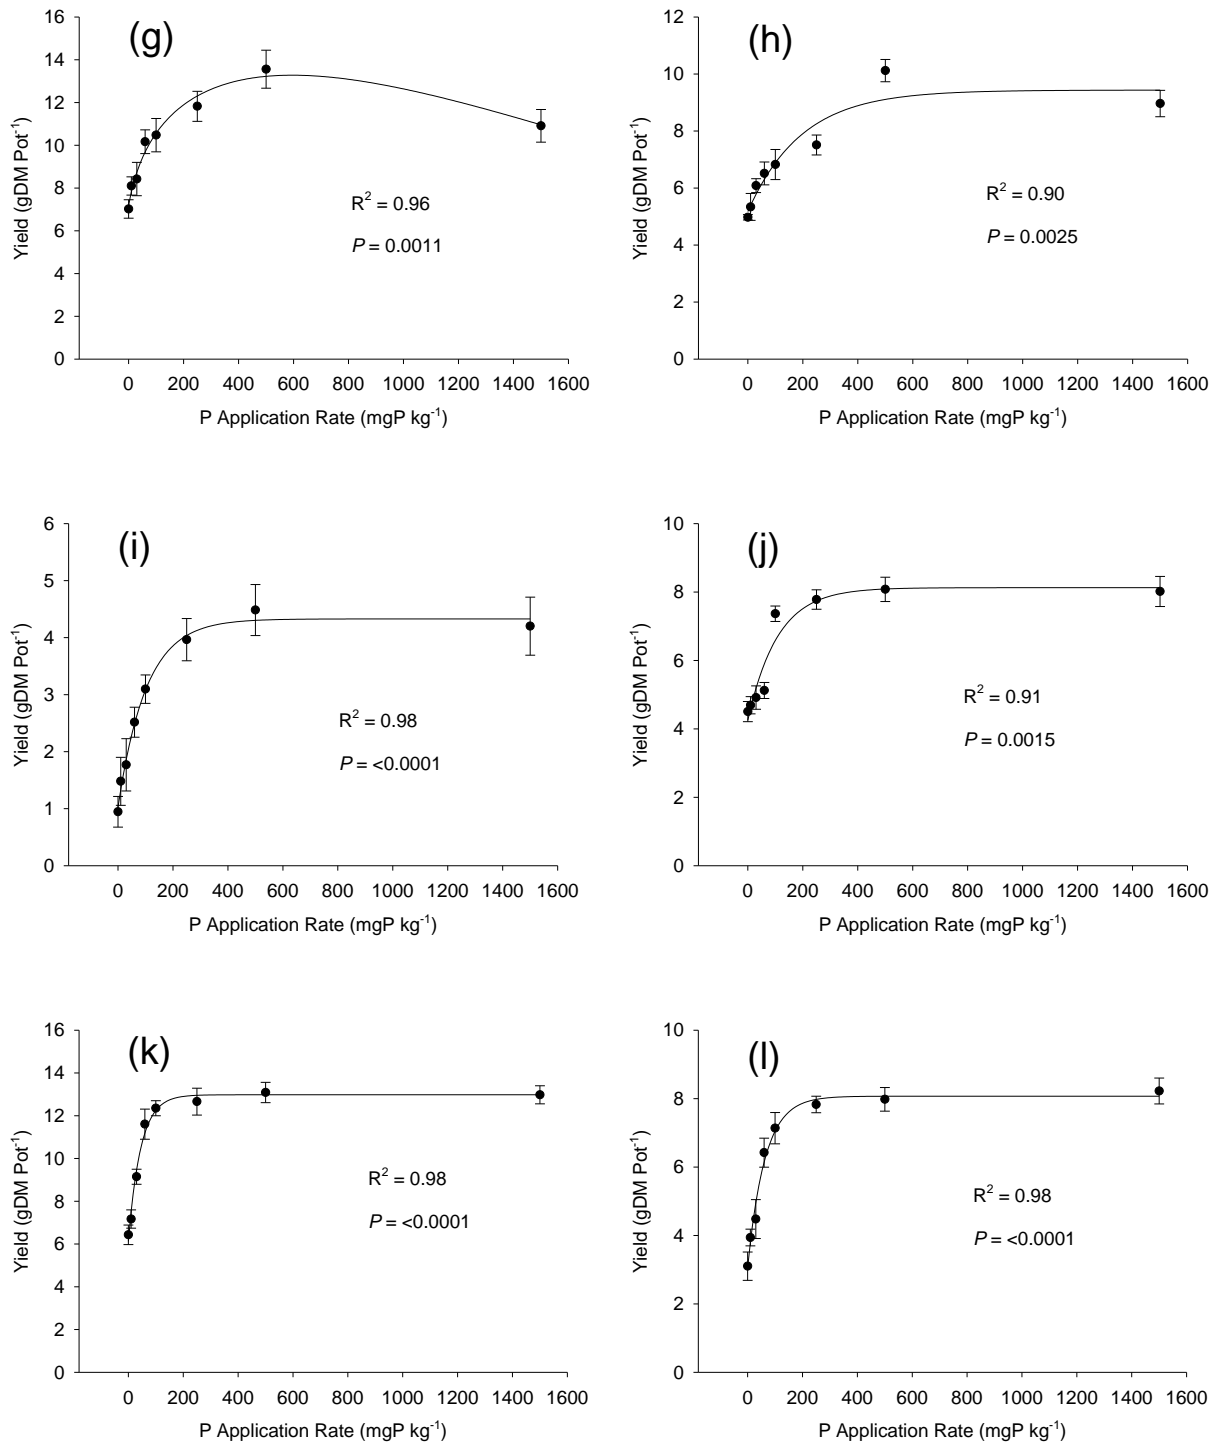 (g)
16
14
12
10
8
6
4
2
0
Yield (gDM Pot⁻¹)
R² = 0.96
P = 0.0011
0 200 400 600 800 1000 1200 1400 1600
P Application Rate (mgP kg⁻¹)
(h)
12
10
8
6
4
2
0
Yield (gDM Pot⁻¹)
R² = 0.90
P = 0.0025
0 200 400 600 800 1000 1200 1400 1600
P Application Rate (mgP kg⁻¹)
(i)
6
5
4
3
2
1
0
Yield (gDM Pot⁻¹)
R² = 0.98
P = <0.0001
0 200 400 600 800 1000 1200 1400 1600
P Application Rate (mgP kg⁻¹)
(j)
10
8
6
4
2
0
Yield (gDM Pot⁻¹)
R² = 0.91
P = 0.0015
0 200 400 600 800 1000 1200 1400 1600
P Application Rate (mgP kg⁻¹)
(k)
16
14
12
10
8
6
4
2
0
Yield (gDM Pot⁻¹)
R² = 0.98
P = <0.0001
0 200 400 600 800 1000 1200 1400 1600
P Application Rate (mgP kg⁻¹)
(l)
10
8
6
4
2
0
Yield (gDM Pot⁻¹)
R² = 0.98
P = <0.0001
0 200 400 600 800 1000 1200 1400 1600
P Application Rate (mgP kg⁻¹)